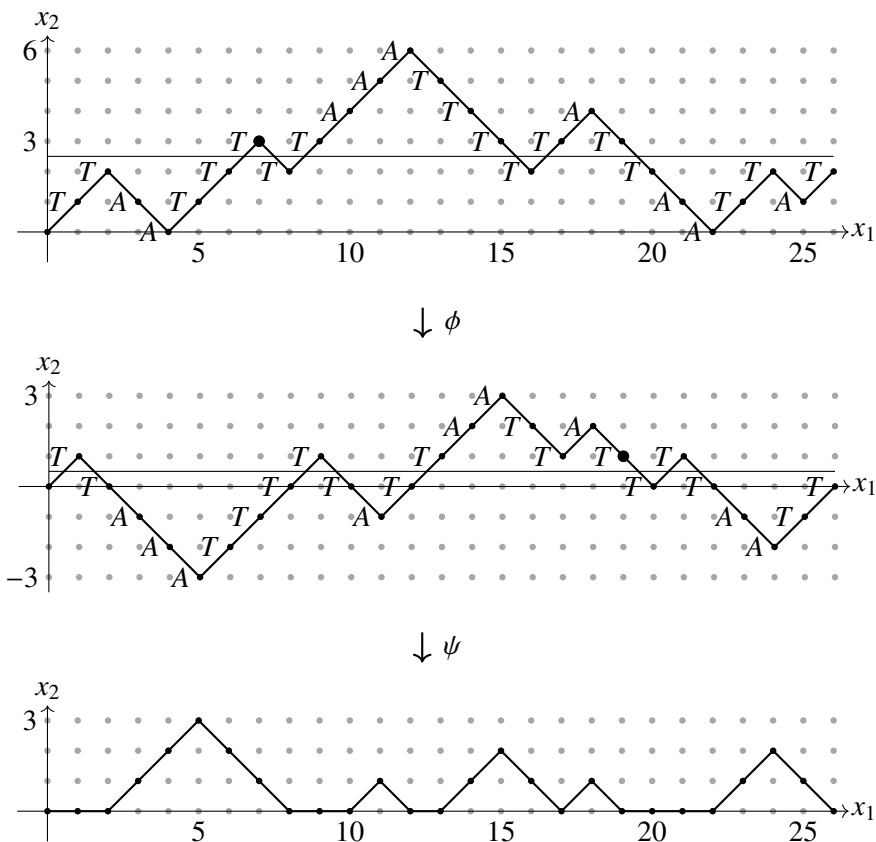 x₂
6 A
A T
A T A
3 T T T T T
T T T T T T T
T A T A T A
A A x₁
5 10 15 20 25
↓ ϕ
x₂
3 A
A T A
T T T T T T
T T T T T T T x₁
A T A A T
A T A
−3 A
↓ ψ
x₂
3
x₁
5 10 15 20 25